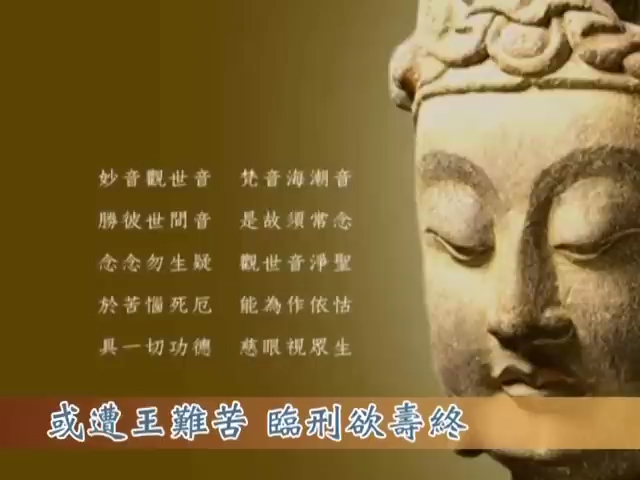 妙音觀世音 梵音海潮音
勝彼世間音 是故須常念
念念勿生疑 觀世音淨聖
於苦惱死厄 能為作依怙
具一切功德 慈眼視眾生
或遭王難苦 臨刑欲壽終